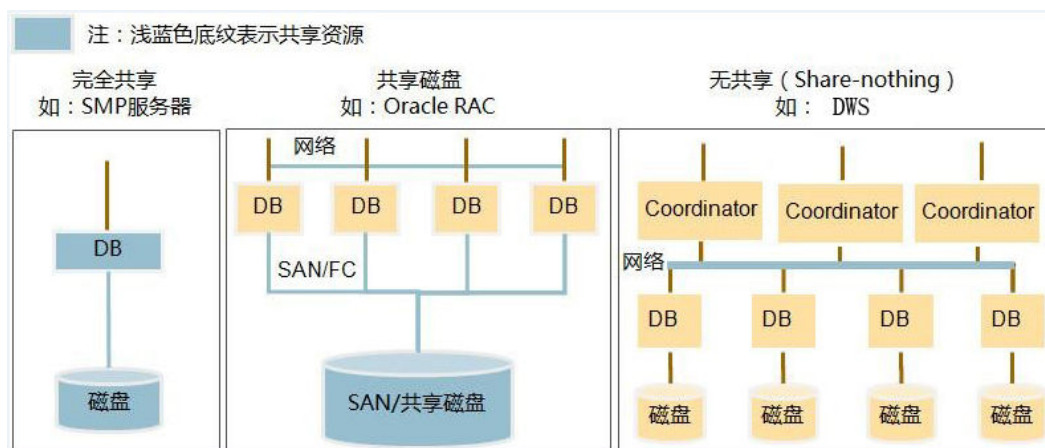 注：浅蓝色底纹表示共享资源
完全共享
如：SMP服务器
DB
磁盘
共享磁盘
如：Oracle RAC
网络
DB DB DB DB
SAN/FC
SAN/共享磁盘
无共享（Share-nothing）
如： DWS
Coordinator Coordinator Coordinator
网络
DB DB DB DB
磁盘 磁盘 磁盘 磁盘